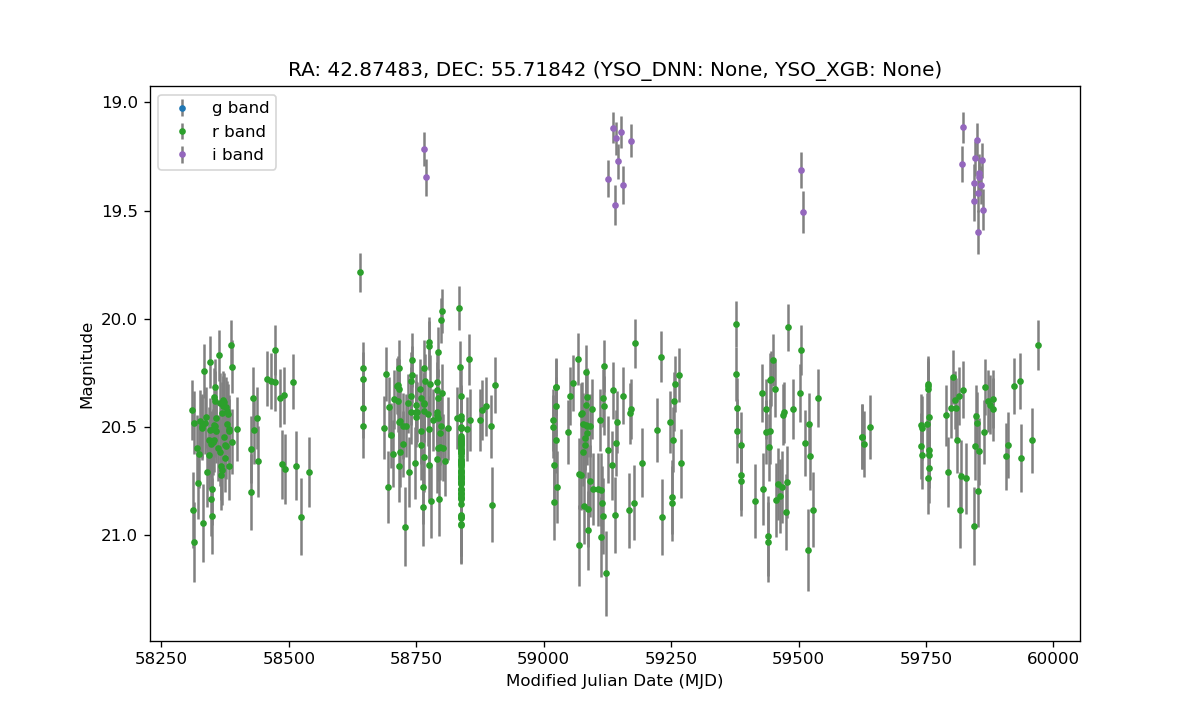 RA: 42.87483, DEC: 55.71842 (YSO_DNN: None, YSO_XGB: None)
g band
r band
i band
19.0
19.5
20.0
20.5
21.0
Magnitude
58250 58500 58750 59000 59250 59500 59750 60000
Modified Julian Date (MJD)